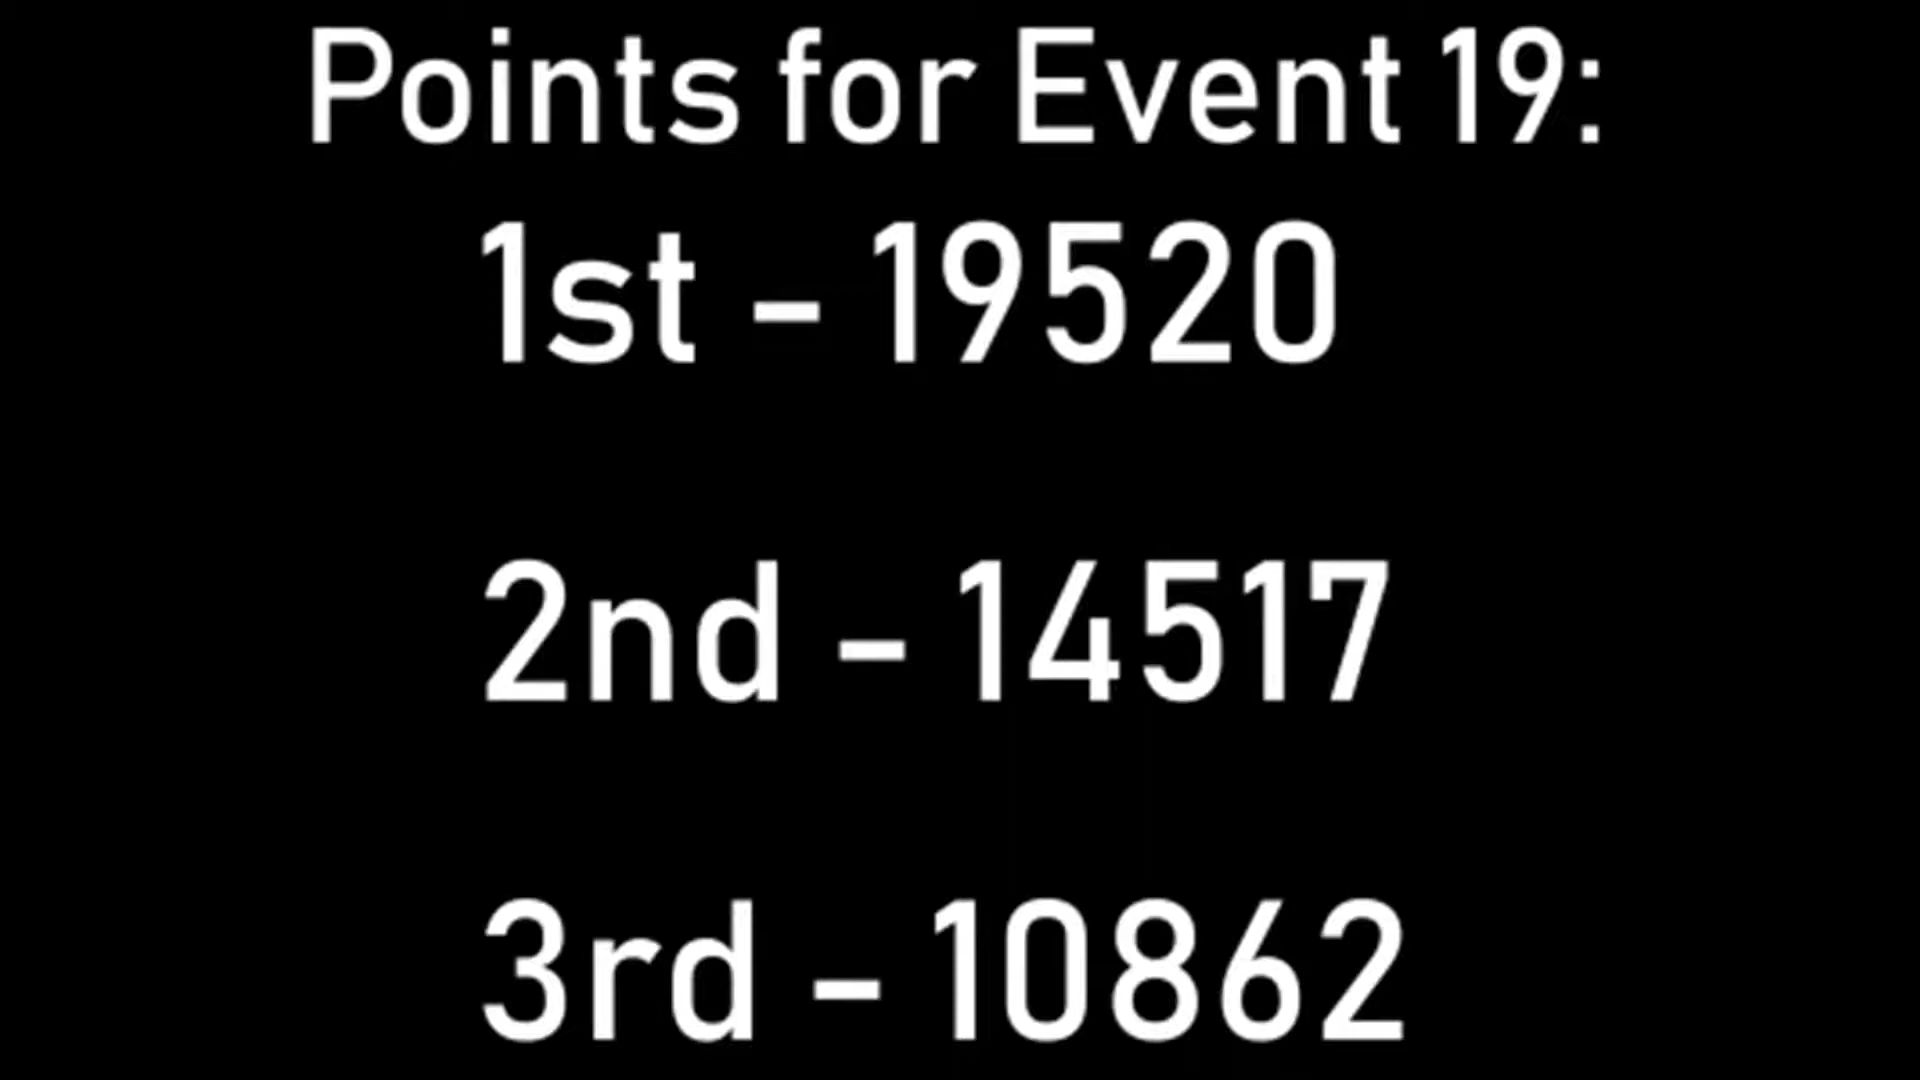 Points for Event 19:
1st - 19520
2nd - 14517
3rd - 10862